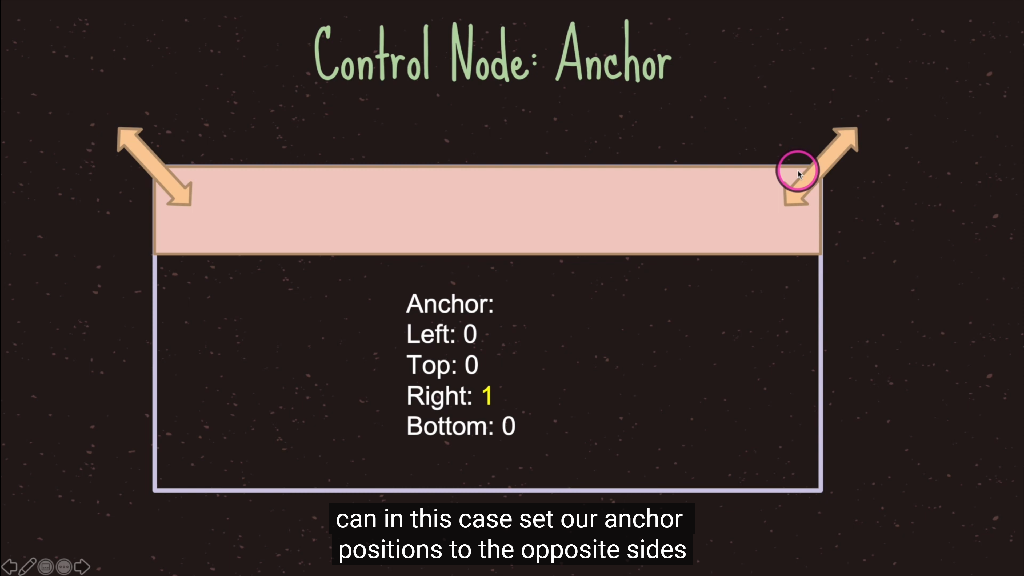 Control Node: Anchor
Anchor:
Left: 0
Top: 0
Right: 1
Bottom: 0
can in this case set our anchor
positions to the opposite sides